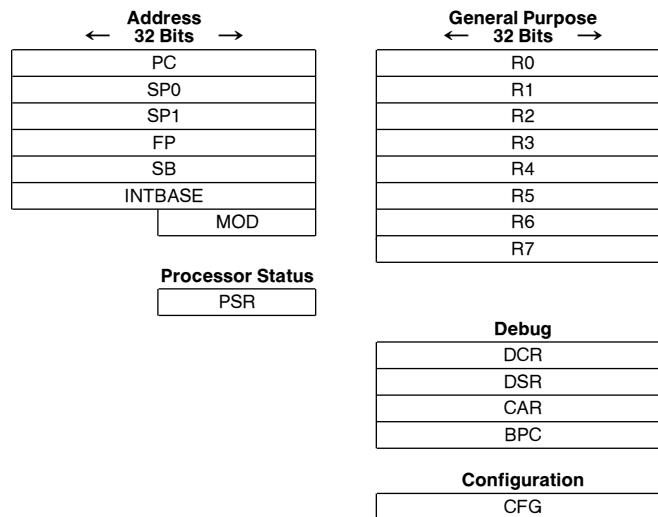 Address
← 32 Bits →
PC
SP0
SP1
FP
SB
INTBASE
MOD
Processor Status
PSR
General Purpose
← 32 Bits →
R0
R1
R2
R3
R4
R5
R6
R7
Debug
DCR
DSR
CAR
BPC
Configuration
CFG